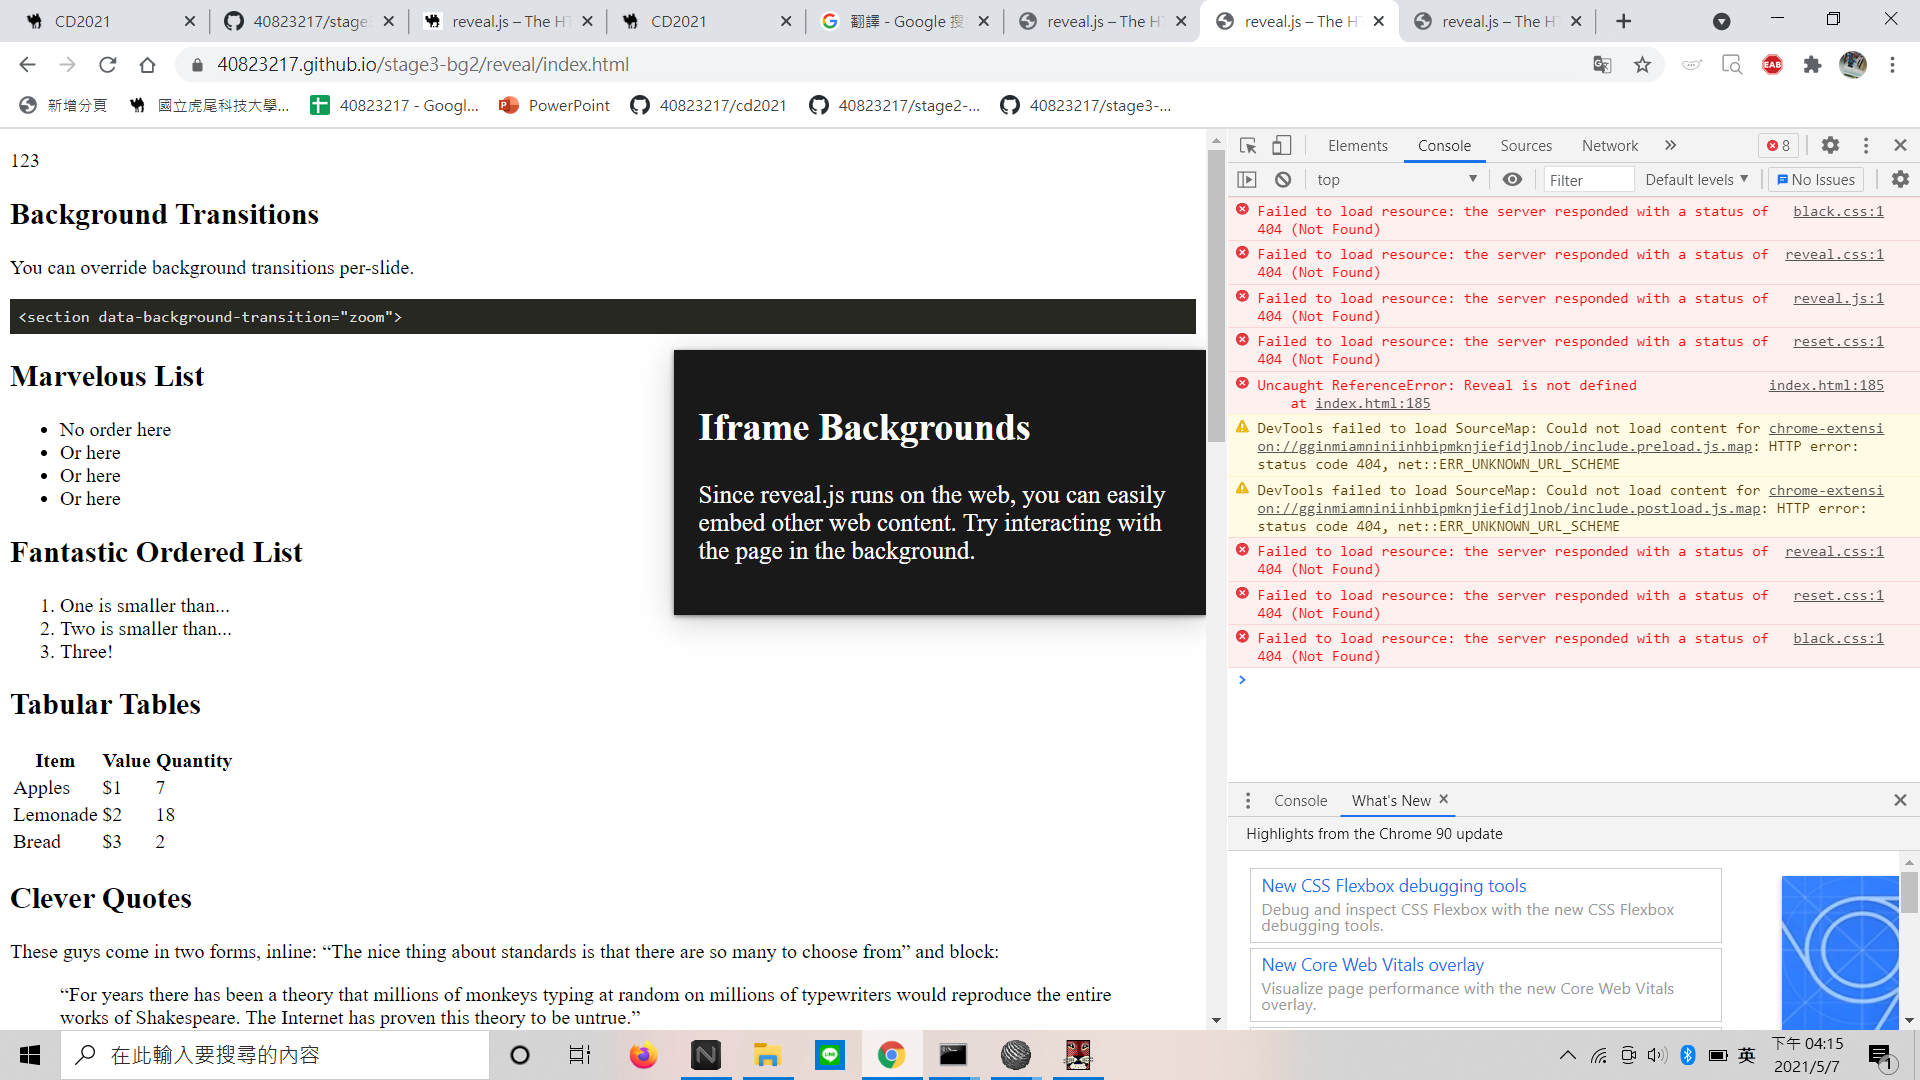 CD2021
40823217/stage
reveal.js – The H
CD2021
翻譯 - Google 搜
reveal.js – The H
reveal.js – The H
reveal.js – The H
40823217.github.io/stage3-bg2/reveal/index.html
EAB
新增分頁
國立虎尾科技大學...
40823217 - Googl...
PowerPoint
40823217/cd2021
40823217/stage2-...
40823217/stage3-...
123
Background Transitions
You can override background transitions per-slide.
<section data-background-transition="zoom">
Marvelous List
• No order here
• Or here
• Or here
• Or here
Fantastic Ordered List
1. One is smaller than...
2. Two is smaller than...
3. Three!
Tabular Tables
Item Value Quantity
Apples $1 7
Lemonade $2 18
Bread $3 2
Clever Quotes
These guys come in two forms, inline: “The nice thing about standards is that there are so many to choose from” and block:
“For years there has been a theory that millions of monkeys typing at random on millions of typewriters would reproduce the entire
works of Shakespeare. The Internet has proven this theory to be untrue.”
Iframe Backgrounds
Since reveal.js runs on the web, you can easily
embed other web content. Try interacting with
the page in the background.
Elements Console Sources Network » 8
top Filter Default levels No Issues
Failed to load resource: the server responded with a status of black.css:1
404 (Not Found)
Failed to load resource: the server responded with a status of reveal.css:1
404 (Not Found)
Failed to load resource: the server responded with a status of reveal.js:1
404 (Not Found)
Failed to load resource: the server responded with a status of reset.css:1
404 (Not Found)
Uncaught ReferenceError: Reveal is not defined index.html:185
at index.html:185
DevTools failed to load SourceMap: Could not load content for chrome-extensi
on://gginmiamniniinhbipmknjiefidjlnob/include.preload.js.map: HTTP error:
status code 404, net::ERR_UNKNOWN_URL_SCHEME
DevTools failed to load SourceMap: Could not load content for chrome-extensi
on://gginmiamniniinhbipmknjiefidjlnob/include.postload.js.map: HTTP error:
status code 404, net::ERR_UNKNOWN_URL_SCHEME
Failed to load resource: the server responded with a status of reveal.css:1
404 (Not Found)
Failed to load resource: the server responded with a status of reset.css:1
404 (Not Found)
Failed to load resource: the server responded with a status of black.css:1
404 (Not Found)
Console What's New
Highlights from the Chrome 90 update
New CSS Flexbox debugging tools
Debug and inspect CSS Flexbox with the new CSS Flexbox
debugging tools.
New Core Web Vitals overlay
Visualize page performance with the new Core Web Vitals
overlay.
在此輸入要搜尋的內容
英
下午 04:15
2021/5/7
1